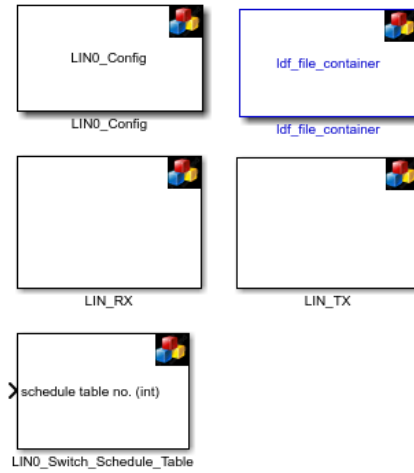 LIN0_Config
ldf_file_container
LIN0_Config
ldf_file_container
LIN_RX
LIN_TX
schedule table no. (int)
LIN0_Switch_Schedule_Table